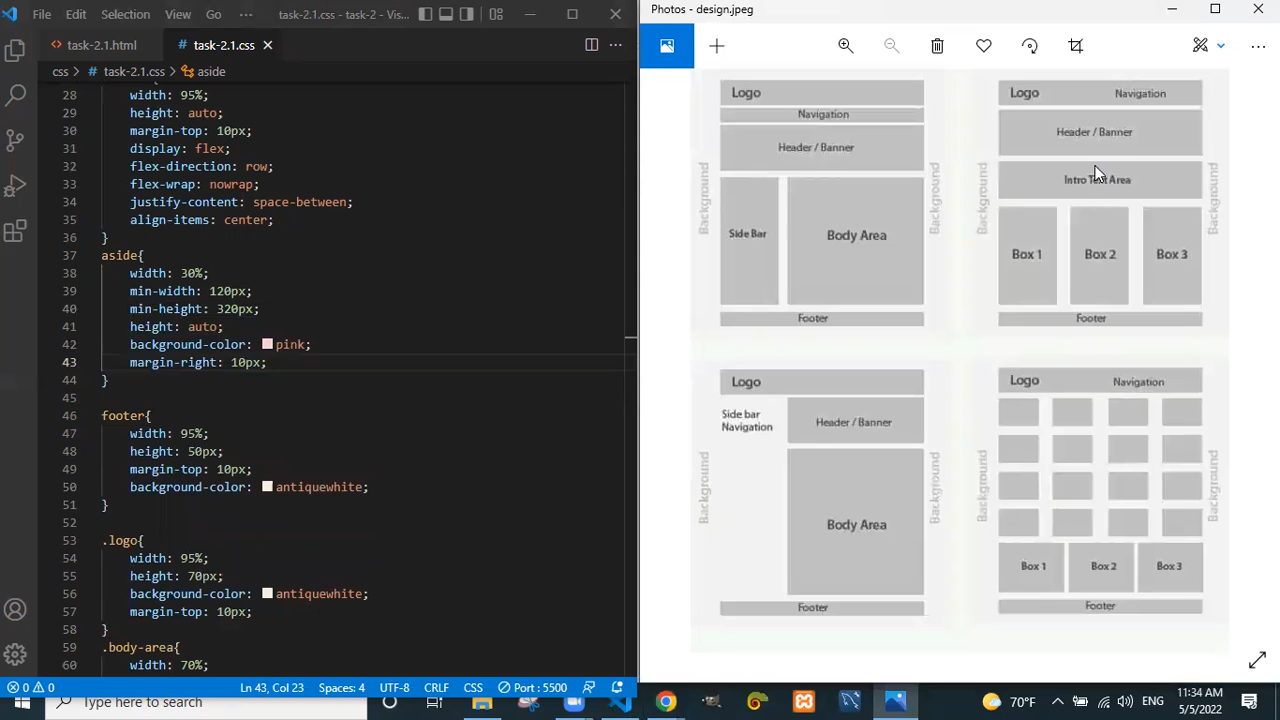 File
Edit
Selection
View
Go
task-2.1.css - task-2 - Vis...
Photos - design.jpeg
task-2.1.html
task-2.1.css
css > # task-2.1.css > aside
28 width: 95%;
29 height: auto;
30 margin-top: 10px;
31 display: flex;
32 flex-direction: row;
33 flex-wrap: nowrap;
34 justify-content: space-between;
35 align-items: center;
36 }
37 aside{
38 width: 30%;
39 min-width: 120px;
40 min-height: 320px;
41 height: auto;
42 background-color: pink;
43 margin-right: 10px;
44 }
45
46 footer{
47 width: 95%;
48 height: 50px;
49 margin-top: 10px;
50 background-color: antiquewhite;
51 }
52
53 .logo{
54 width: 95%;
55 height: 70px;
56 background-color: antiquewhite;
57 margin-top: 10px;
58 }
59 .body-area{
60 width: 70%;
Logo
Navigation
Header / Banner
Background
Side Bar
Body Area
Background
Footer
Logo
Navigation
Header / Banner
Intro Text Area
Background
Box 1
Box 2
Box 3
Background
Footer
Logo
Side bar
Navigation
Header / Banner
Background
Body Area
Background
Footer
Logo
Navigation
Background
Background
Box 1
Box 2
Box 3
Footer
0 0
Ln 43, Col 23
Spaces: 4
UTF-8
CRLF
CSS
Port : 5500
Type here to search
70°F
ENG
11:34 AM
5/5/2022